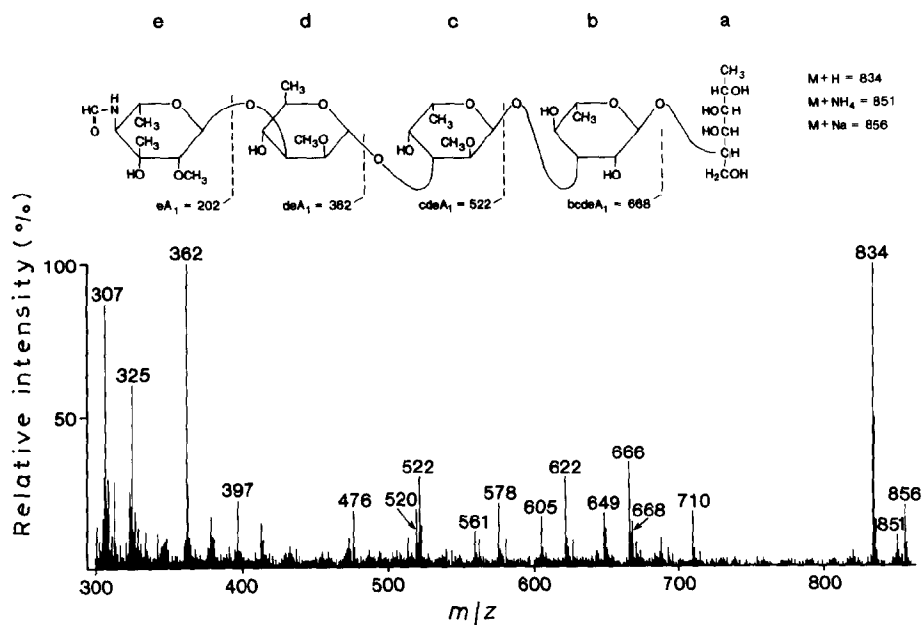 e d c b a
HC–N
H
O
CH₃
CH₃
HO
OCH₃
O
O
CH₃
O
HO
CH₃O
O
O
CH₃
HO
CH₃O
O
HO
O
CH₃
HO
O
CH₃
HCOH
HOCH
HOCH
CH
H₂COH
M+H = 834
M+NH₄ = 851
M+Na = 856
eA₁ = 202
deA₁ = 362
cdeA₁ = 522
bcdeA₁ = 668
Relative intensity (%)
100
50
307
325
362
397
476
520
522
561
578
605
622
649
666
668
710
834
851
856
300 400 500 600 700 800
m/z